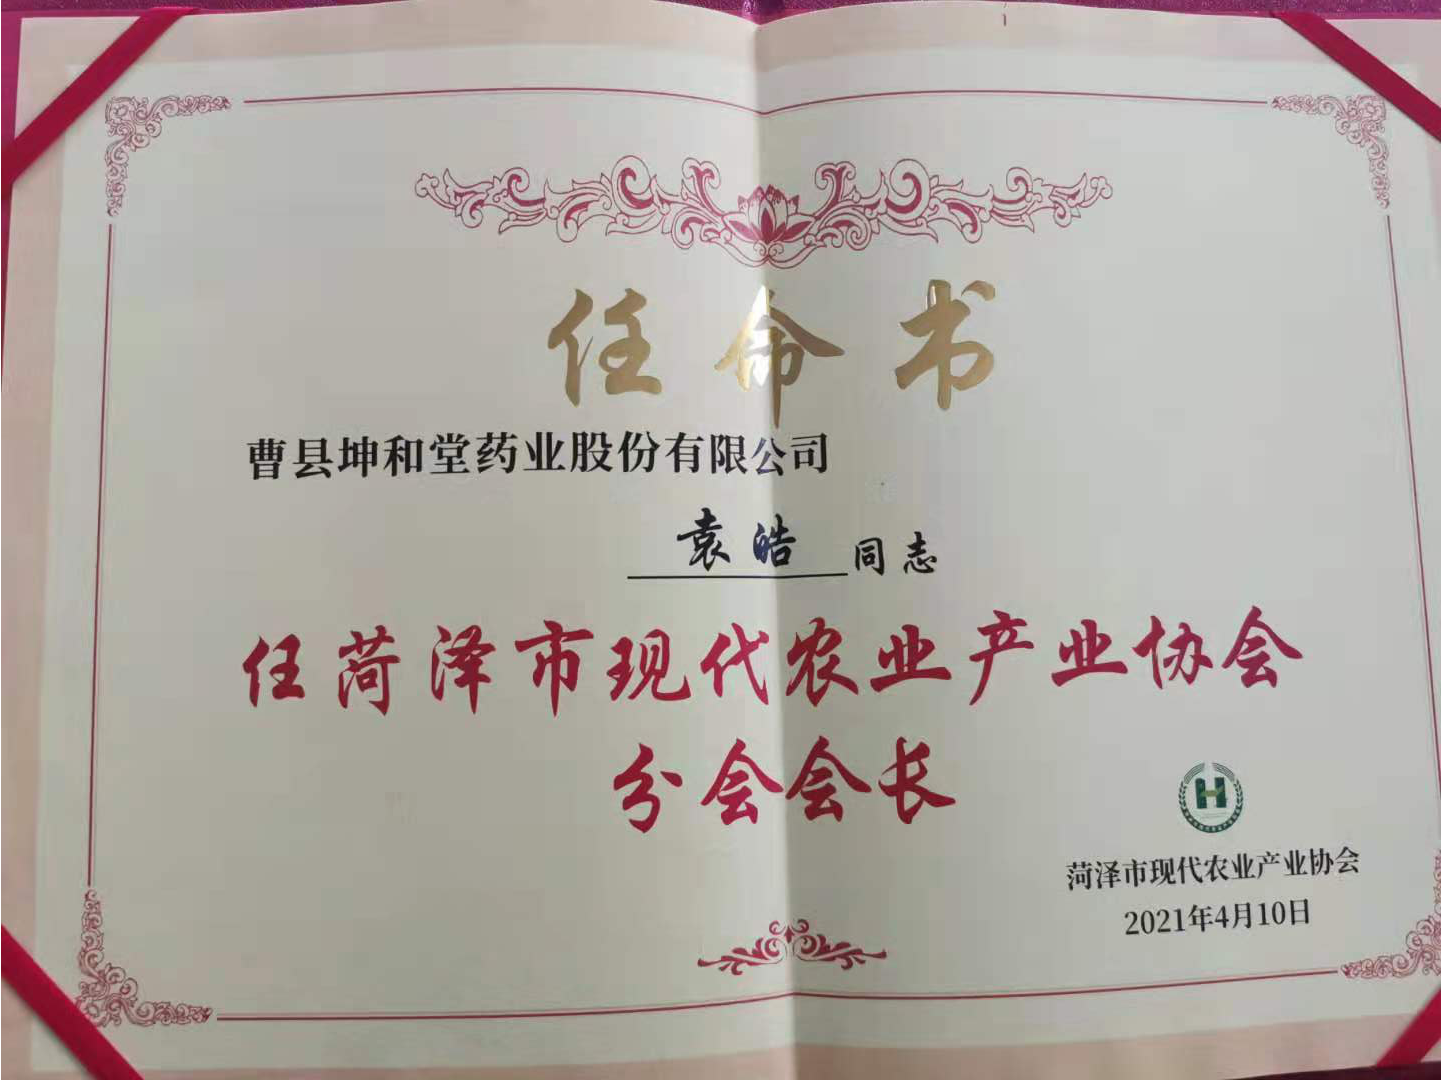 任命书
曹县坤和堂药业股份有限公司
袁皓同志
任菏泽市现代农业产业协会
分会会长
H
菏泽市现代农业产业协会
2021年4月10日